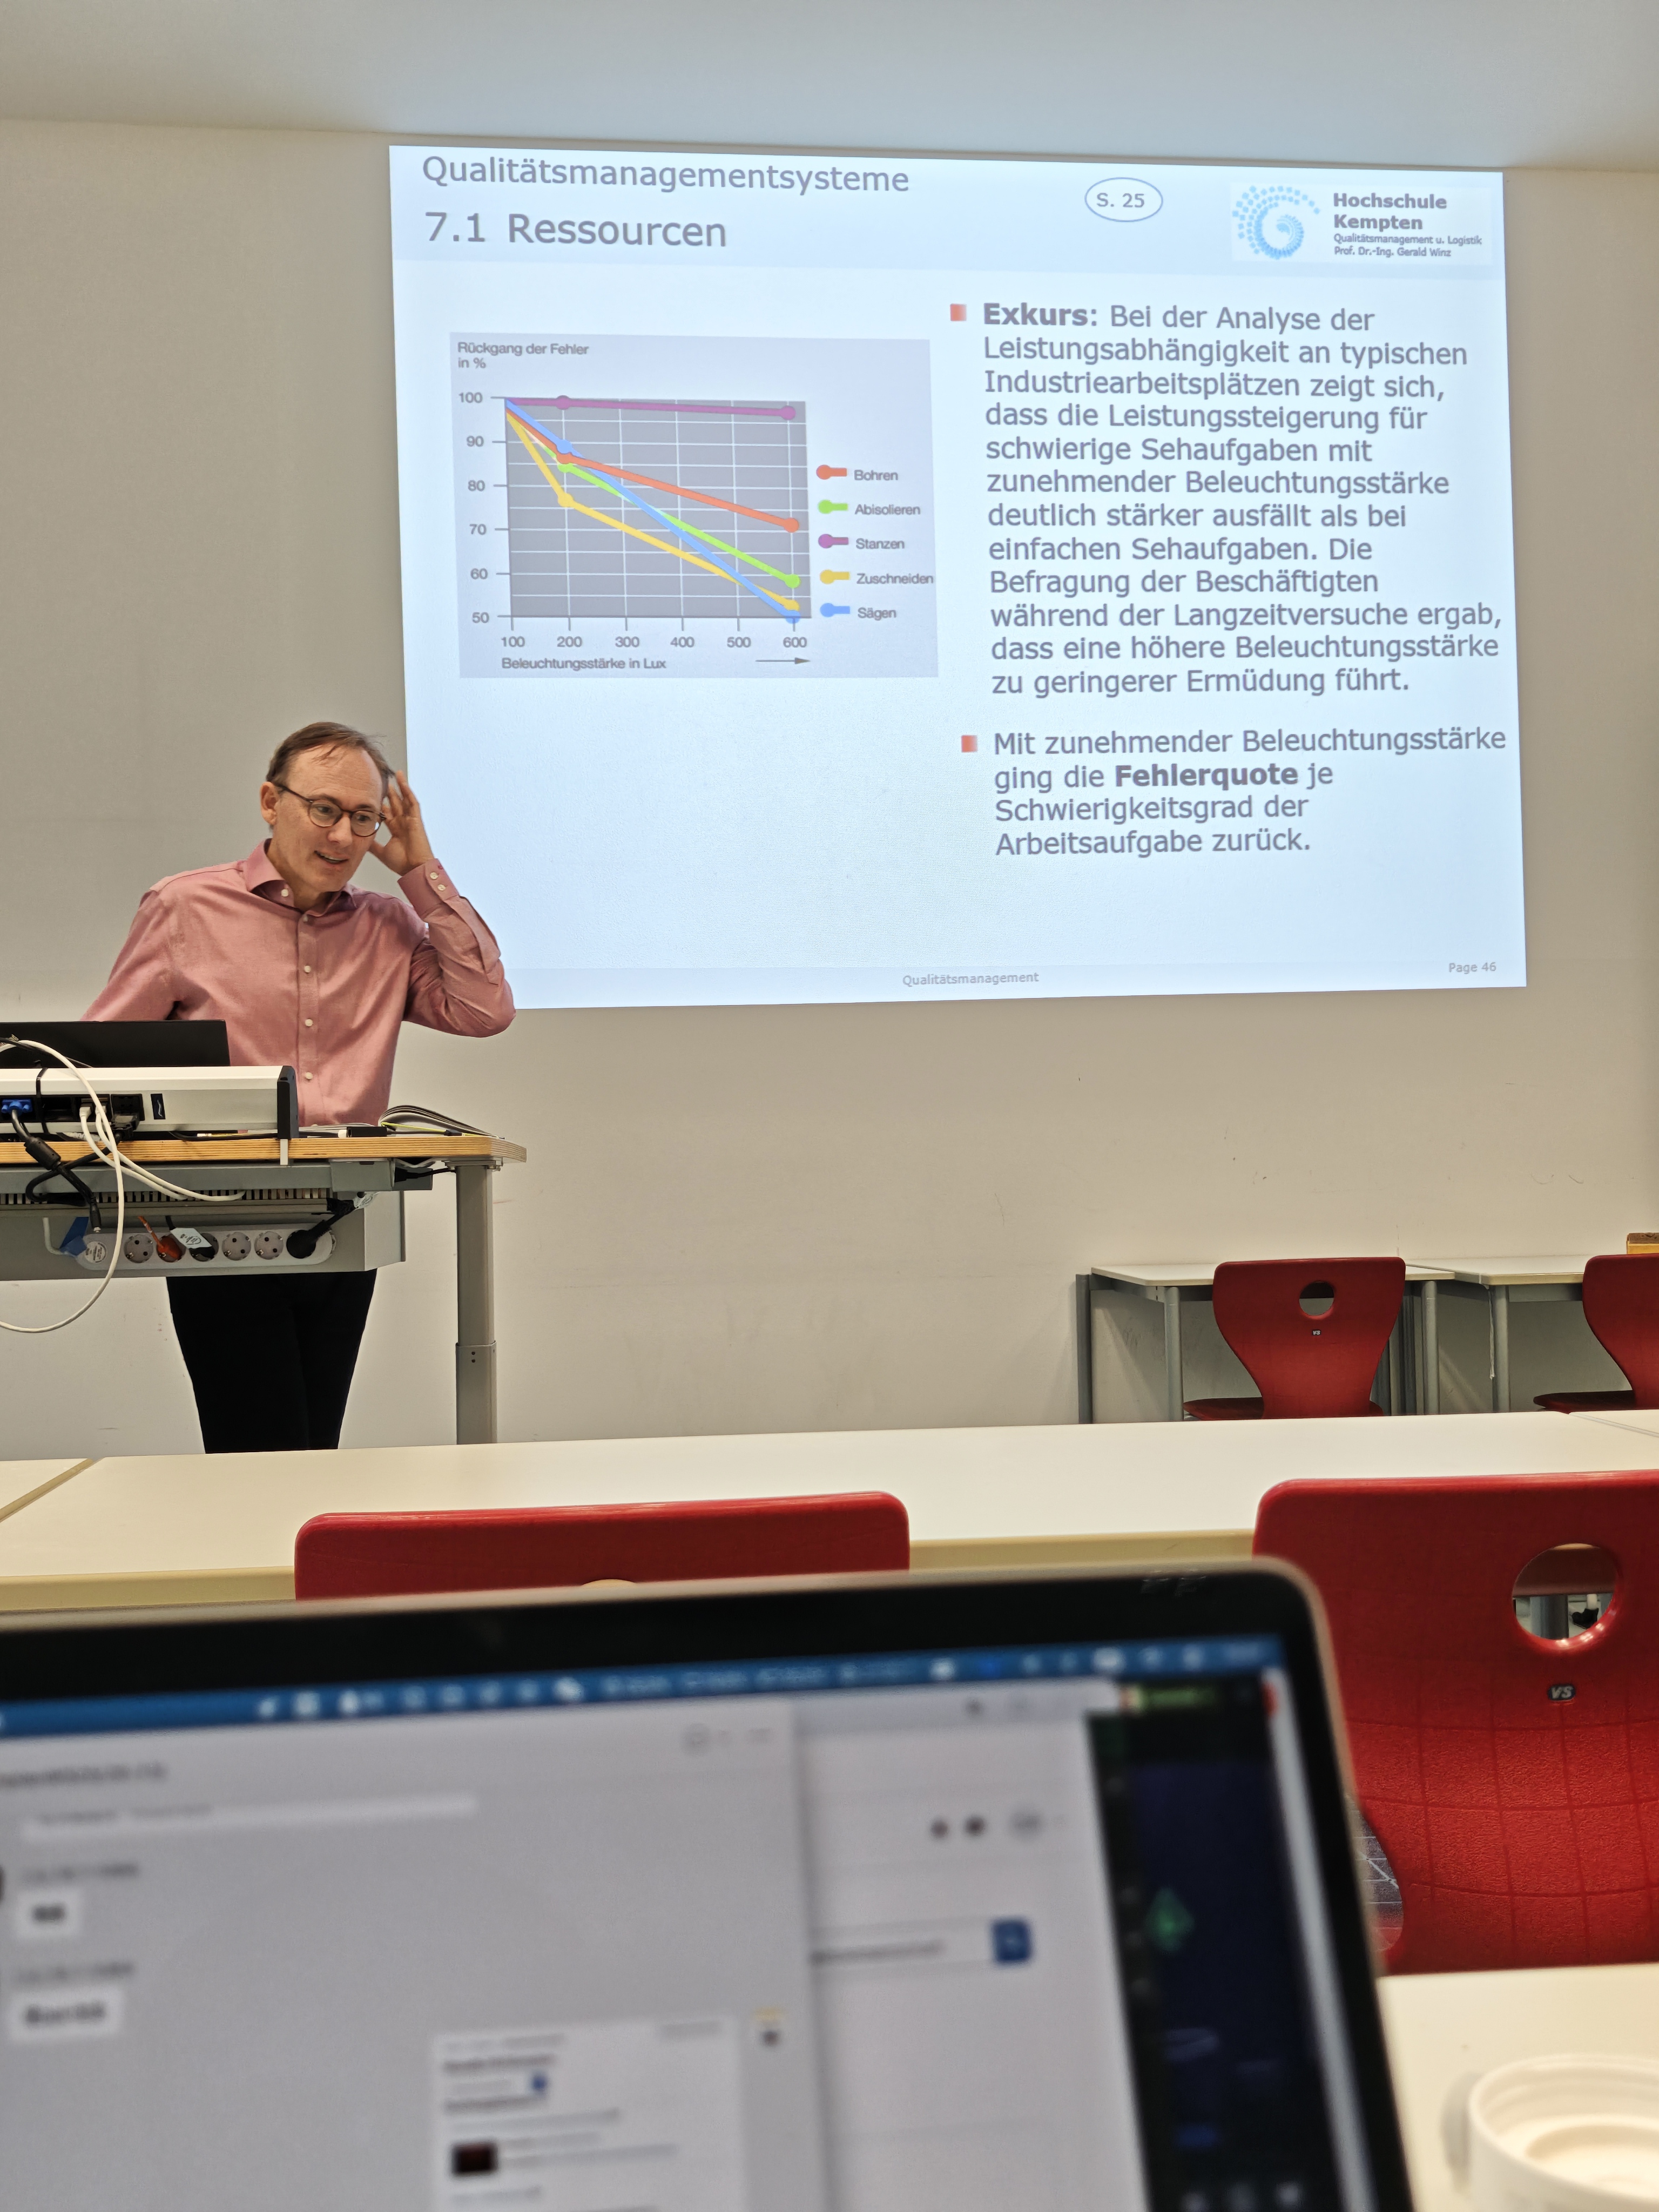 Qualitätsmanagementsysteme
7.1 Ressourcen
S. 25
Hochschule
Kempten
Qualitätsmanagement u. Logistik
Prof. Dr.-Ing. Gerald Winz
Rückgang der Fehler
in %
100
90
80
70
60
50
100 200 300 400 500 600
Beleuchtungsstärke in Lux
Bohren
Abisolieren
Stanzen
Zuschneiden
Sägen
Exkurs: Bei der Analyse der
Leistungsabhängigkeit an typischen
Industriearbeitsplätzen zeigt sich,
dass die Leistungssteigerung für
schwierige Sehaufgaben mit
zunehmender Beleuchtungsstärke
deutlich stärker ausfällt als bei
einfachen Sehaufgaben. Die
Befragung der Beschäftigten
während der Langzeitversuche ergab,
dass eine höhere Beleuchtungsstärke
zu geringerer Ermüdung führt.
Mit zunehmender Beleuchtungsstärke
ging die Fehlerquote je
Schwierigkeitsgrad der
Arbeitsaufgabe zurück.
Qualitätsmanagement
Page 46
VS